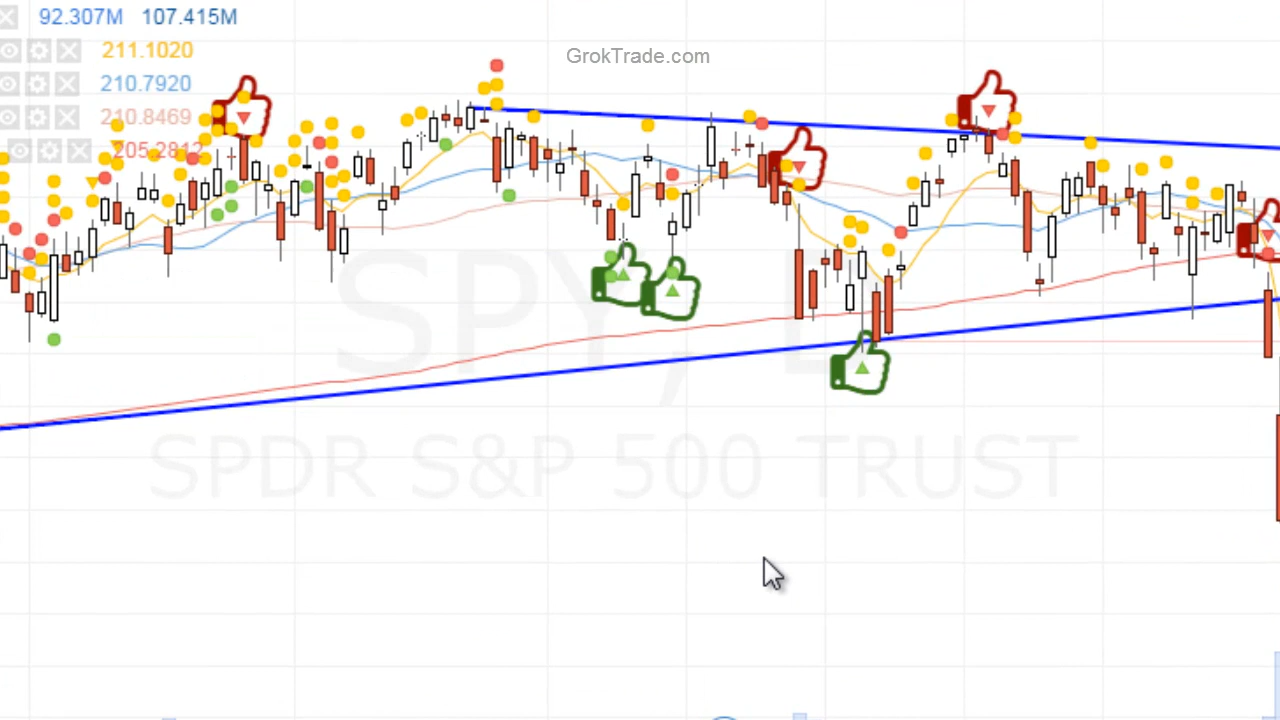 92.307M 107.415M
GrokTrade.com
211.1020
210.7920
210.8469
205.2812
SPY, D
SPDR S&P 500 TRUST